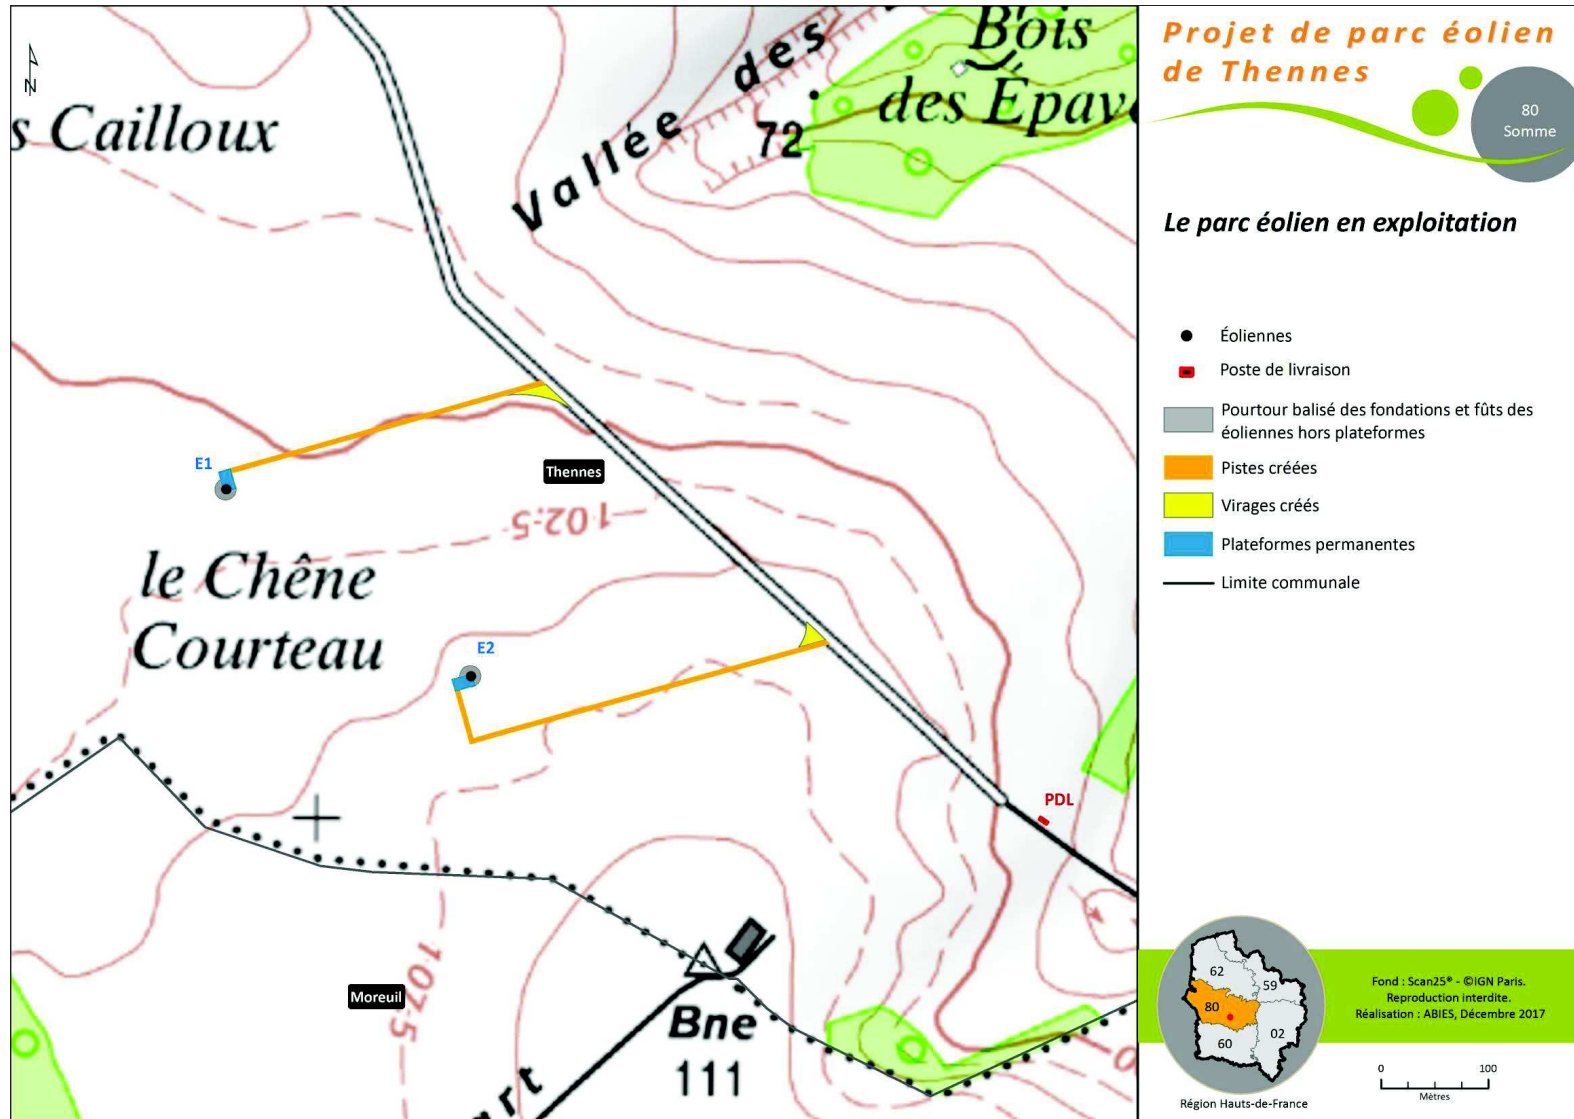 N
s Cailloux
Vallée des
72
Bois
des Épav
E1
Thennes
102.5
le Chêne
Courteau
E2
PDL
Moreuil
107.5
Bne
111
art
0
Projet de parc éolien
de Thennes
80
Somme
Le parc éolien en exploitation
Éoliennes
Poste de livraison
Pourtour balisé des fondations et fûts des
éoliennes hors plateformes
Pistes créées
Virages créés
Plateformes permanentes
Limite communale
62
59
80
02
60
Région Hauts-de-France
Fond : Scan25® - ©IGN Paris.
Reproduction interdite.
Réalisation : ABIES, Décembre 2017
0 100
Mètres